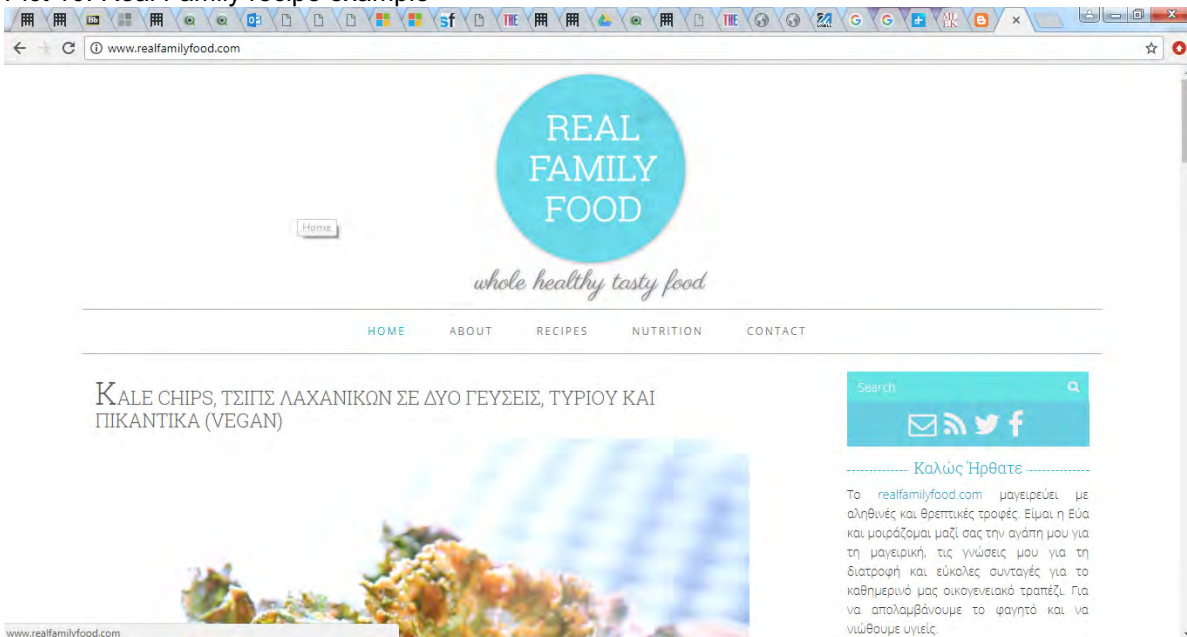 www.realfamilyfood.com
REAL
FAMILY
FOOD
Home
whole healthy tasty food
HOME ABOUT RECIPES NUTRITION CONTACT
KALE CHIPS, ΤΣΙΠΣ ΛΑΧΑΝΙΚΩΝ ΣΕ ΔΥΟ ΓΕΥΣΕΙΣ, ΤΥΡΙΟΥ ΚΑΙ
ΠΙΚΑΝΤΙΚΑ (VEGAN)
Search
Καλώς Ήρθατε
Το realfamilyfood.com μαγειρεύει με
αληθινές και θρεπτικές τροφές. Είμαι η Εύα
και μοιράζομαι μαζί σας την αγάπη μου για
τη μαγειρική, τις γνώσεις μου για τη
διατροφή και εύκολες συνταγές για το
καθημερινό μας οικογενειακό τραπέζι. Για
να απολαμβάνουμε το φαγητό και να
νιώθουμε υγιείς.
www.realfamilyfood.com